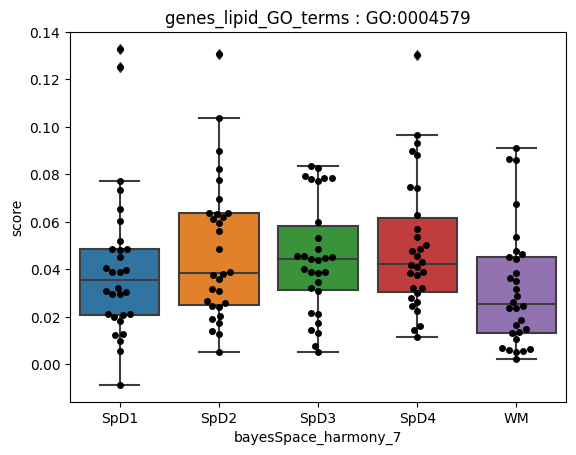 genes_lipid_GO_terms : GO:0004579
0.14
0.12
0.10
0.08
0.06
0.04
0.02
0.00
score
SpD1 SpD2 SpD3 SpD4 WM
bayesSpace_harmony_7